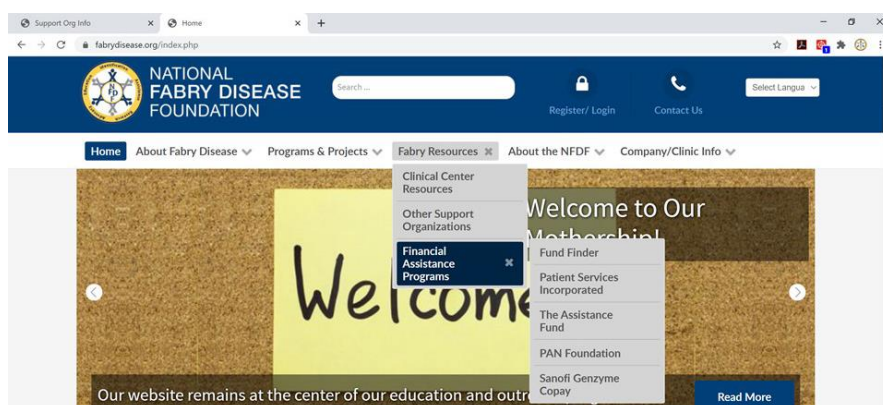 Support Org Info
Home
fabrydisease.org/index.php
NATIONAL
FABRY DISEASE
FOUNDATION
Search ...
Register/ Login
Contact Us
Select Langua
Home About Fabry Disease Programs & Projects Fabry Resources About the NFDF Company/Clinic Info
Clinical Center
Resources
Other Support
Organizations
Financial
Assistance
Programs
Fund Finder
Patient Services
Incorporated
The Assistance
Fund
PAN Foundation
Sanofi Genzyme
Copay
Welcome to Our
Mothership!
Welcome
Our website remains at the center of our education and
Read More